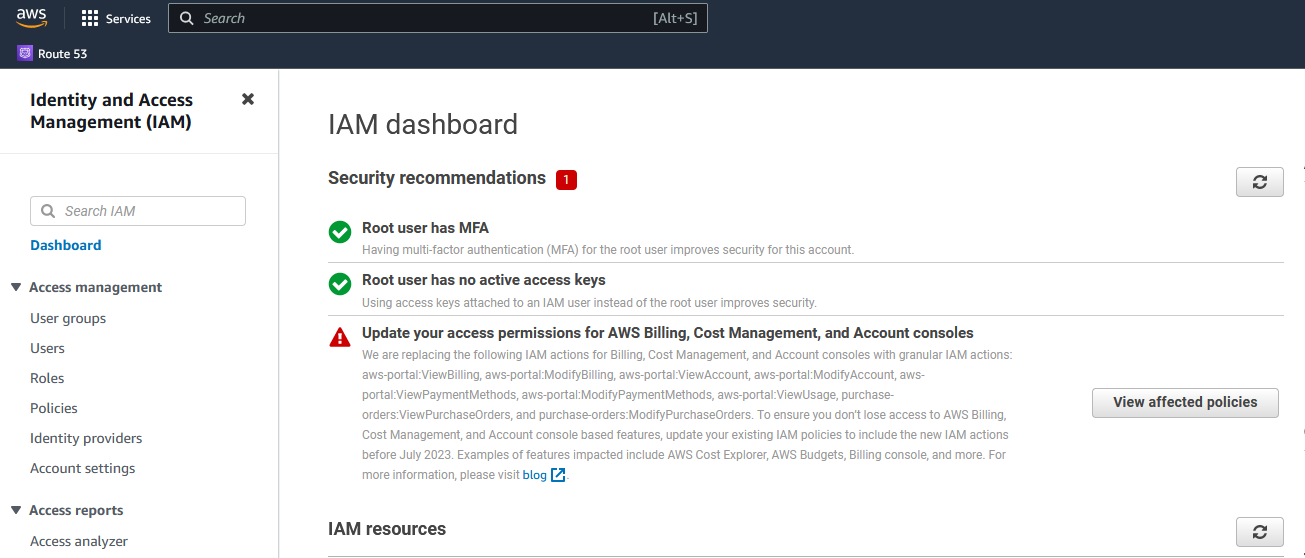 aws
Services
Search
[Alt+S]
Route 53
Identity and Access
Management (IAM)
Search IAM
Dashboard
Access management
User groups
Users
Roles
Policies
Identity providers
Account settings
Access reports
Access analyzer
IAM dashboard
Security recommendations 1
Root user has MFA
Having multi-factor authentication (MFA) for the root user improves security for this account.
Root user has no active access keys
Using access keys attached to an IAM user instead of the root user improves security.
Update your access permissions for AWS Billing, Cost Management, and Account consoles
We are replacing the following IAM actions for Billing, Cost Management, and Account consoles with granular IAM actions:
aws-portal:ViewBilling, aws-portal:ModifyBilling, aws-portal:ViewAccount, aws-portal:ModifyAccount, aws-
portal:ViewPaymentMethods, aws-portal:ModifyPaymentMethods, aws-portal:ViewUsage, purchase-
orders:ViewPurchaseOrders, and purchase-orders:ModifyPurchaseOrders. To ensure you don't lose access to AWS Billing,
Cost Management, and Account console based features, update your existing IAM policies to include the new IAM actions
before July 2023. Examples of features impacted include AWS Cost Explorer, AWS Budgets, Billing console, and more. For
more information, please visit blog .
View affected policies
IAM resources